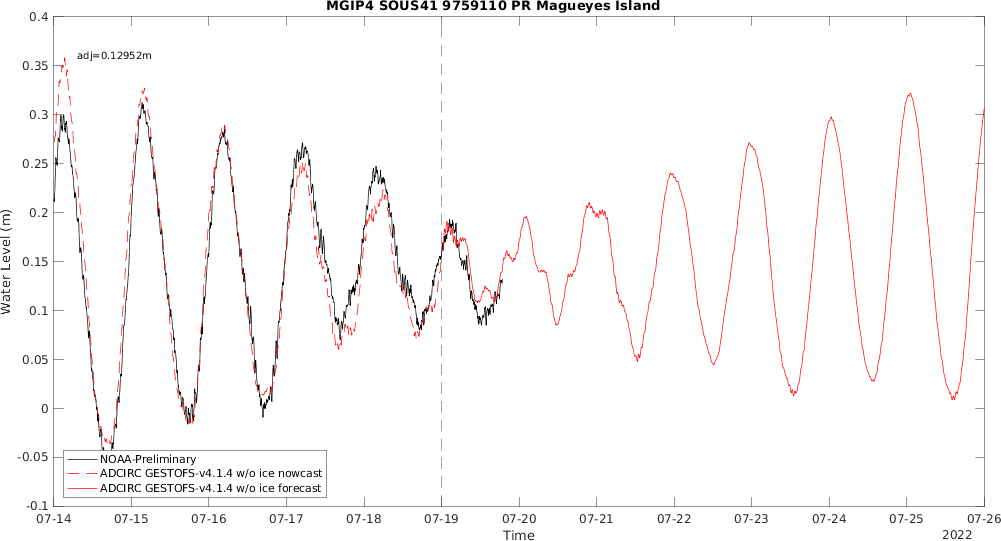 MGIP4 SOUS41 9759110 PR Magueyes Island
adj=0.12952m
0.4
0.35
0.3
0.25
0.2
0.15
0.1
0.05
0
-0.05
-0.1
Water Level (m)
NOAA-Preliminary
ADCIRC GESTOFS-v4.1.4 w/o ice nowcast
ADCIRC GESTOFS-v4.1.4 w/o ice forecast
07-14 07-15 07-16 07-17 07-18 07-19 07-20 07-21 07-22 07-23 07-24 07-25 07-26
Time
2022